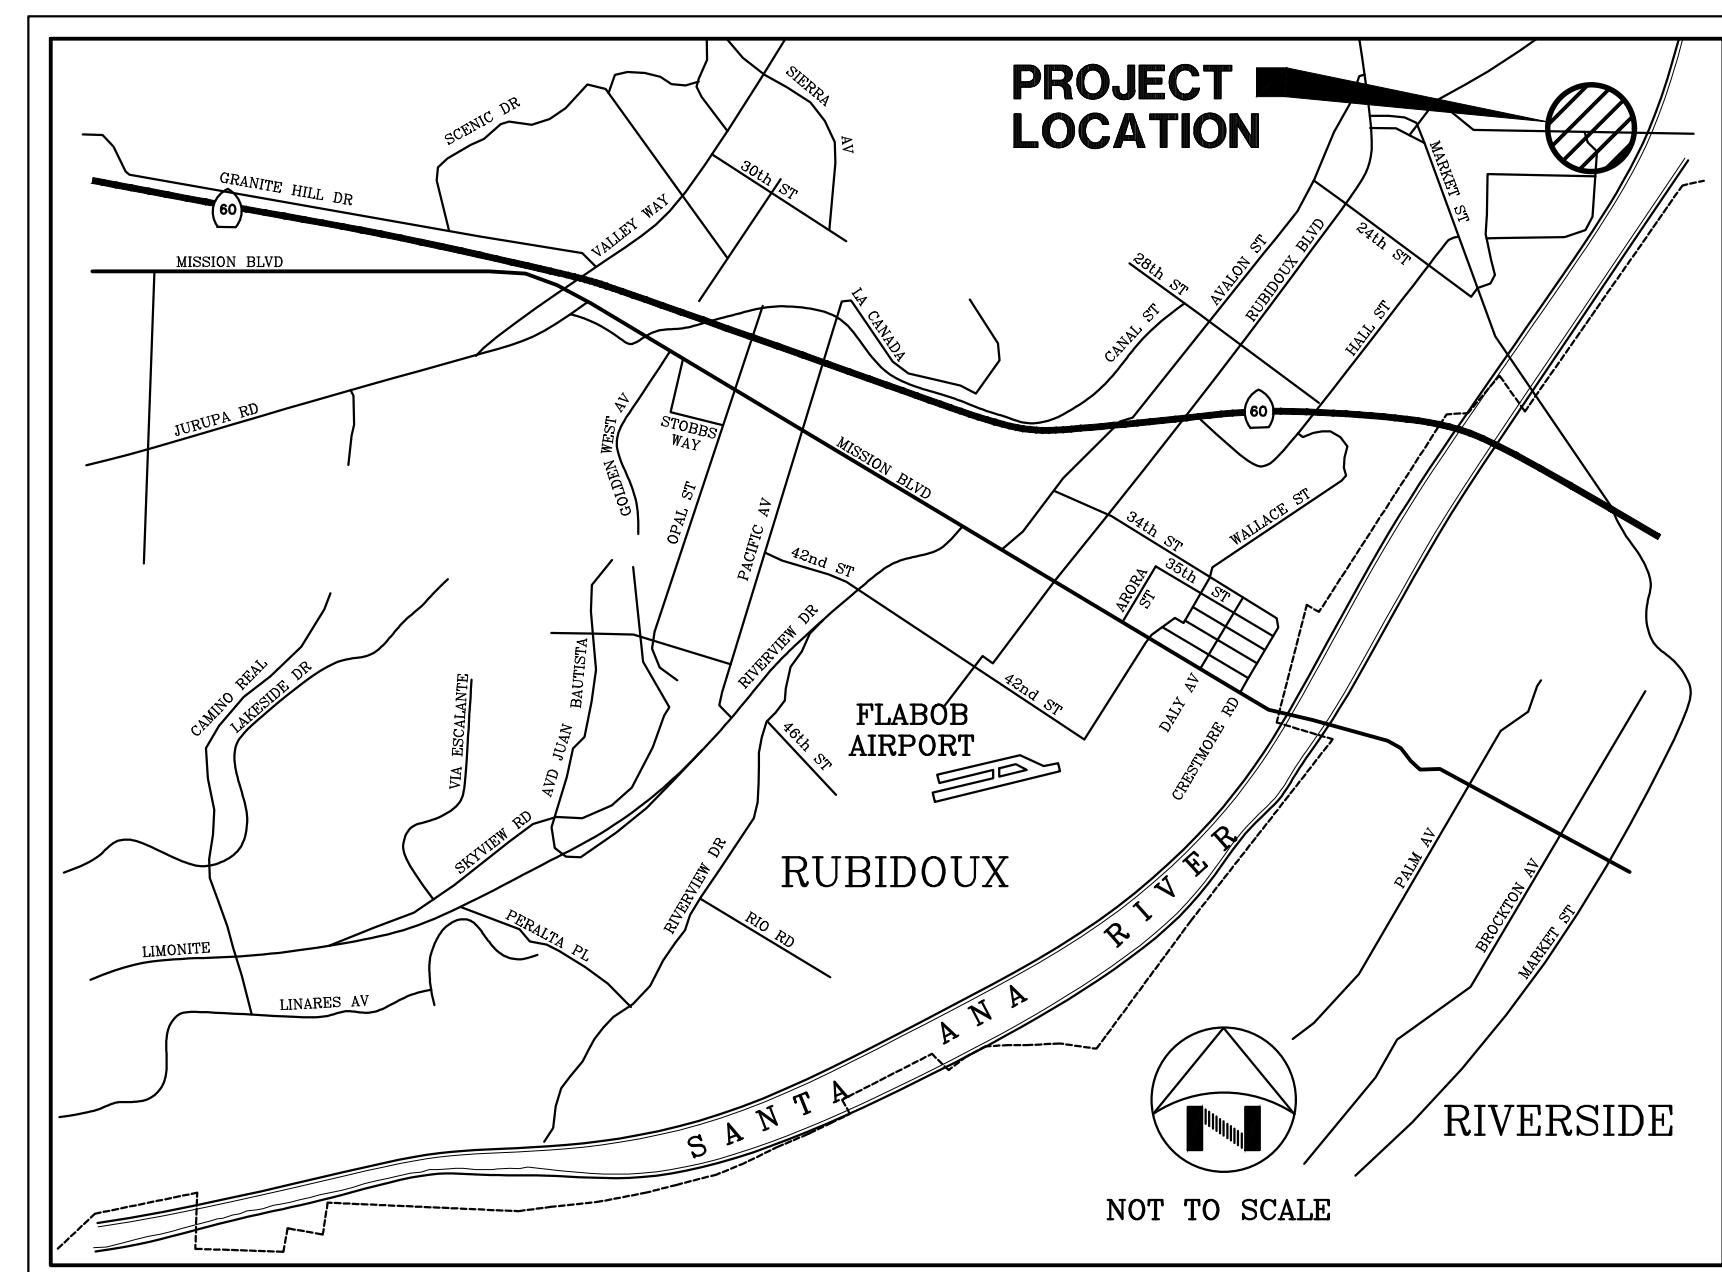 PROJECT
LOCATION
SIERRA
AV
SCENIC DR
30th ST
MARKET ST
GRANITE HILL DR
60
VALLEY WAY
24th ST
MISSION BLVD
28th ST
AVALON ST
RUBIDOUX BLVD
LA CANADA
CANAL ST
HALL ST
JURUPA RD
GOLDEN WEST AV
STOBBS
WAY
60
MISSION BLVD
OPAL ST
PACIFIC AV
34th ST
WALLACE ST
42nd ST
35th ST
ARORA
ST
RIVERVIEW DR
CAMINO REAL
LAKESIDE DR
VIA ESCALANTE
AVD JUAN BAUTISTA
42nd ST
DALY AV
CRESTMORE RD
FLABOB
AIRPORT
46th ST
SKYVIEW RD
RUBIDOUX
RIVERVIEW DR
PALM AV
BROCKTON AV
MARKET ST
PERALTA PL
RIO RD
LIMONITE
LINARES AV
SANTA ANA RIVER
N
RIVERSIDE
NOT TO SCALE